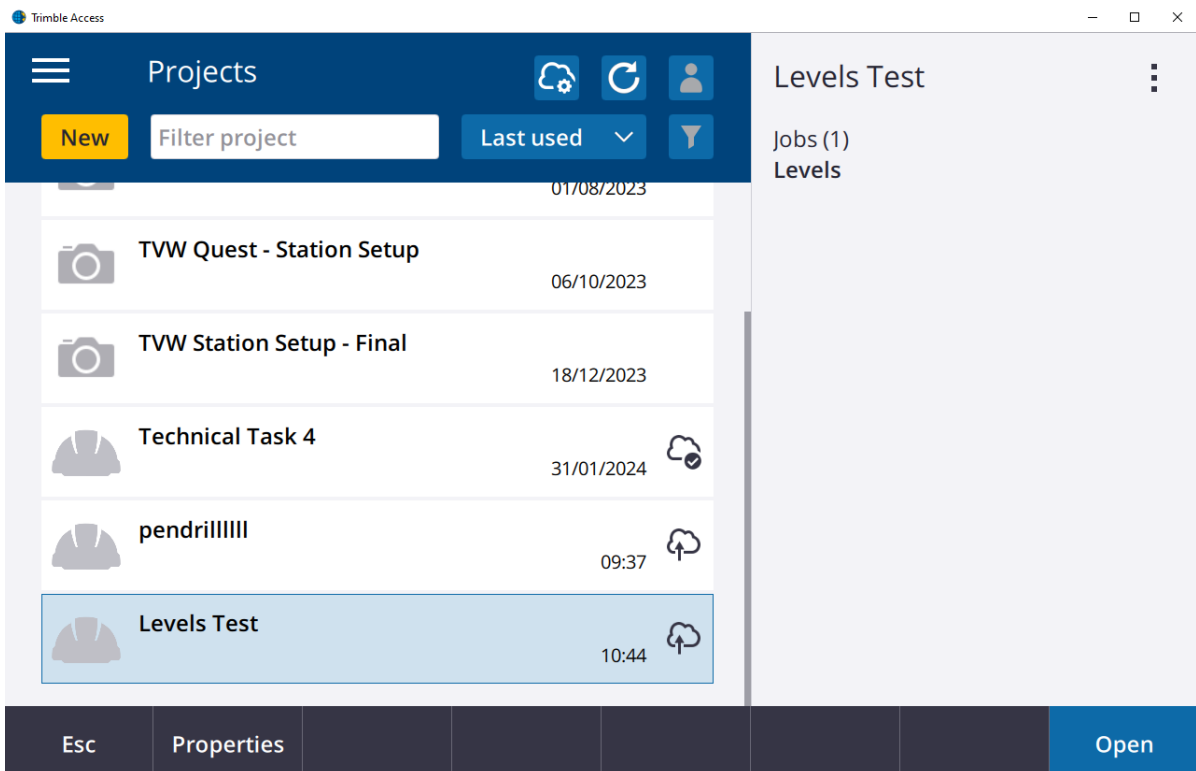 Trimble Access
Projects
New
Filter project
Last used
01/08/2023
TVW Quest - Station Setup
06/10/2023
TVW Station Setup - Final
18/12/2023
Technical Task 4
31/01/2024
pendrillllll
09:37
Levels Test
10:44
Levels Test
Jobs (1)
Levels
Esc
Properties
Open